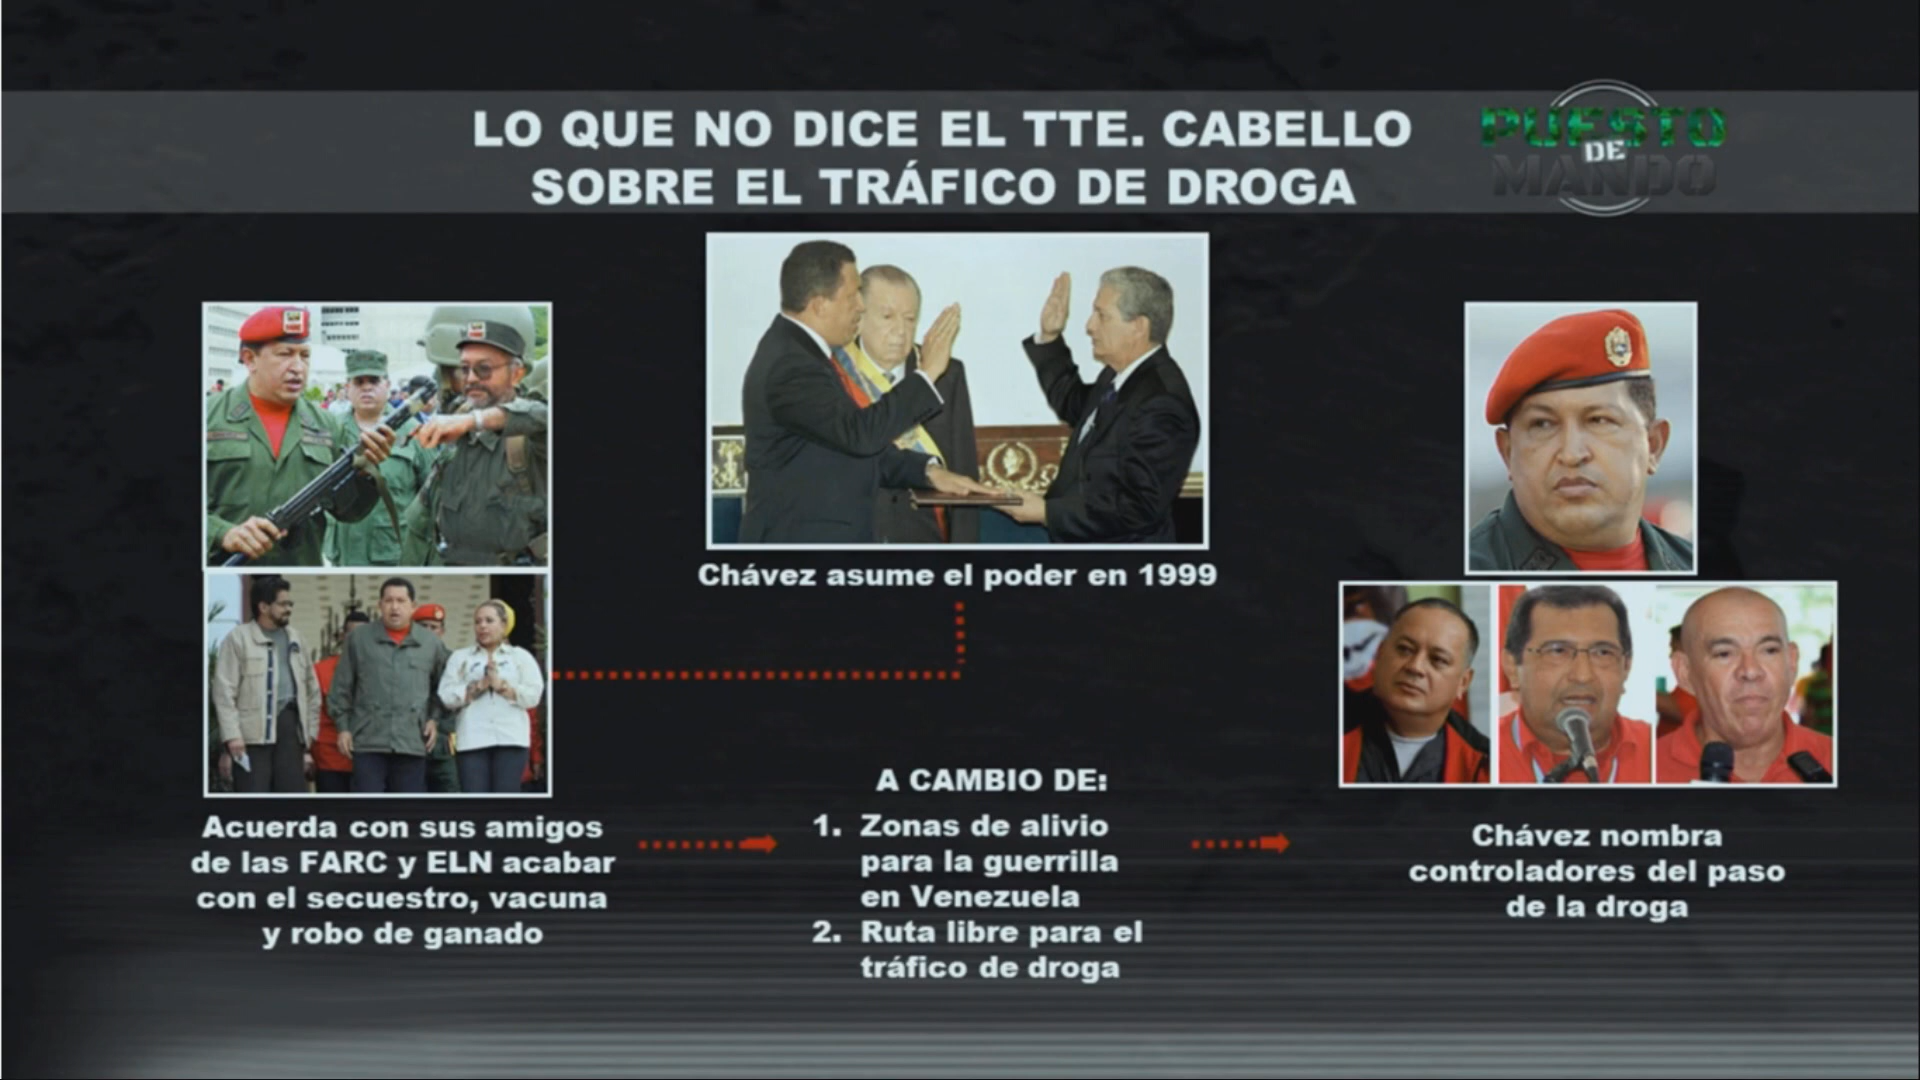 LO QUE NO DICE EL TTE. CABELLO
SOBRE EL TRÁFICO DE DROGA
PUESTO
DE
MANDO
Chávez asume el poder en 1999
Acuerda con sus amigos
de las FARC y ELN acabar
con el secuestro, vacuna
y robo de ganado
A CAMBIO DE:
1. Zonas de alivio
para la guerrilla
en Venezuela
2. Ruta libre para el
tráfico de droga
Chávez nombra
controladores del paso
de la droga